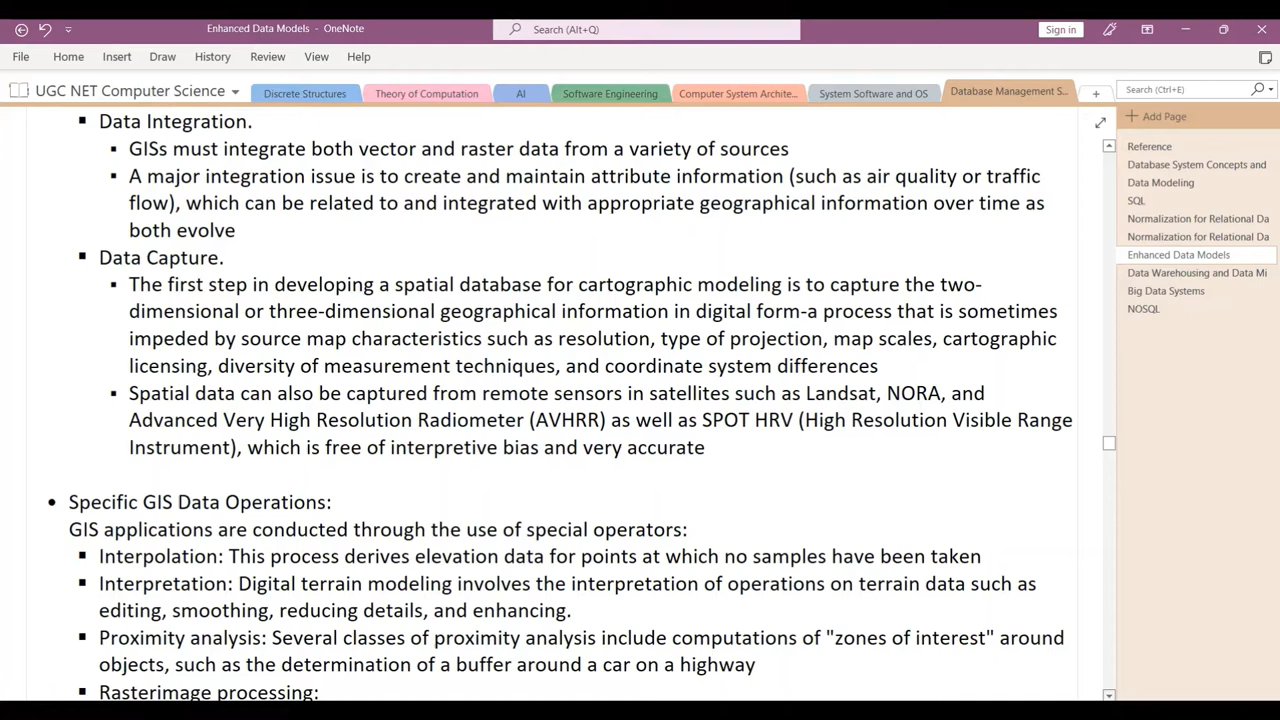 Enhanced Data Models - OneNote
Search (Alt+Q)
Sign in
File Home Insert Draw History Review View Help
UGC NET Computer Science
Discrete Structures
Theory of Computation
AI
Software Engineering
Computer System Archite...
System Software and OS
Database Management S...
Search (Ctrl+E)
Add Page
Reference
Database System Concepts and
Data Modeling
SQL
Normalization for Relational Da
Normalization for Relational Da
Enhanced Data Models
Data Warehousing and Data Mi
Big Data Systems
NOSQL
Data Integration.
GISs must integrate both vector and raster data from a variety of sources
A major integration issue is to create and maintain attribute information (such as air quality or traffic
flow), which can be related to and integrated with appropriate geographical information over time as
both evolve
Data Capture.
The first step in developing a spatial database for cartographic modeling is to capture the two-
dimensional or three-dimensional geographical information in digital form-a process that is sometimes
impeded by source map characteristics such as resolution, type of projection, map scales, cartographic
licensing, diversity of measurement techniques, and coordinate system differences
Spatial data can also be captured from remote sensors in satellites such as Landsat, NORA, and
Advanced Very High Resolution Radiometer (AVHRR) as well as SPOT HRV (High Resolution Visible Range
Instrument), which is free of interpretive bias and very accurate
Specific GIS Data Operations:
GIS applications are conducted through the use of special operators:
Interpolation: This process derives elevation data for points at which no samples have been taken
Interpretation: Digital terrain modeling involves the interpretation of operations on terrain data such as
editing, smoothing, reducing details, and enhancing.
Proximity analysis: Several classes of proximity analysis include computations of "zones of interest" around
objects, such as the determination of a buffer around a car on a highway
Rasterimage processing: